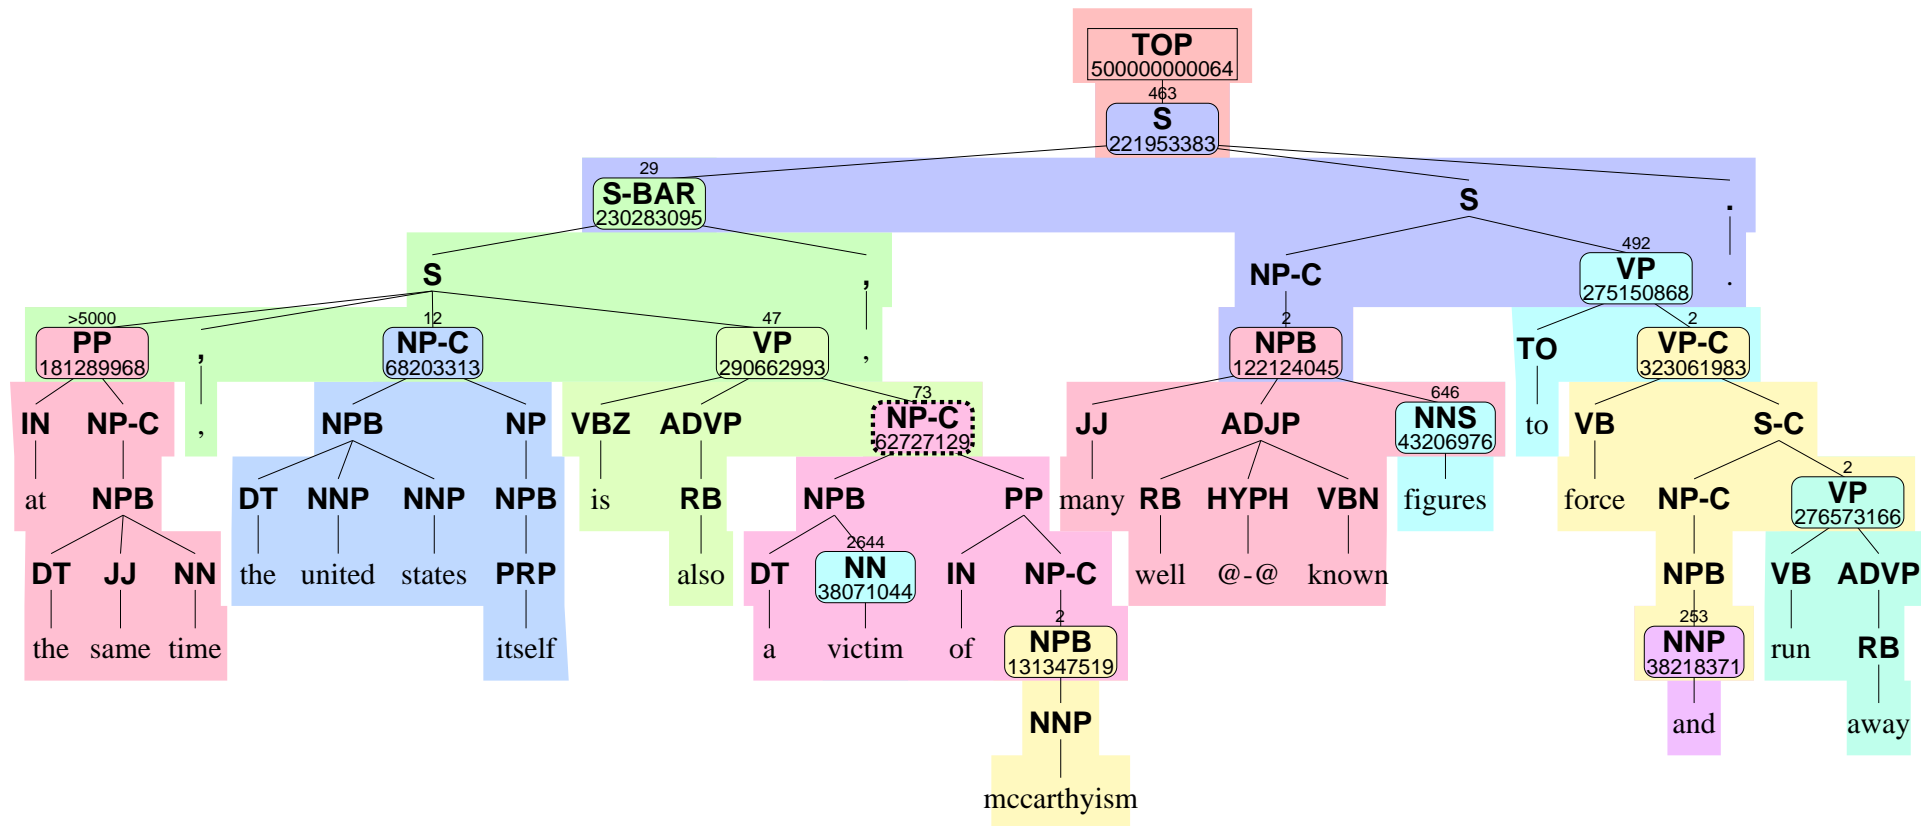 TOP
500000000064
463
S
221953383
29
S-BAR
230283095
S
.
492
S
,
NP-C
VP
275150868
.
>5000
12
47
2
2
PP
181289968
,
NP-C
68203313
VP
290662993
,
NPB
122124045
TO
VP-C
323061983
73
646
IN NP-C , NPB NP VBZ ADVP
NP-C
62727129
JJ ADJP
NNS
43206976
to VB S-C
2
at NPB DT NNP NNP NPB is RB NPB PP many RB HYPH VBN figures force NP-C
VP
276573166
2644
DT JJ NN the united states PRP also DT
NN
38071044
IN NP-C well @-@ known NPB VB ADVP
2
253
the same time itself a victim of
NPB
131347519
NNP
38218371
run RB
NNP and away
mccarthyism